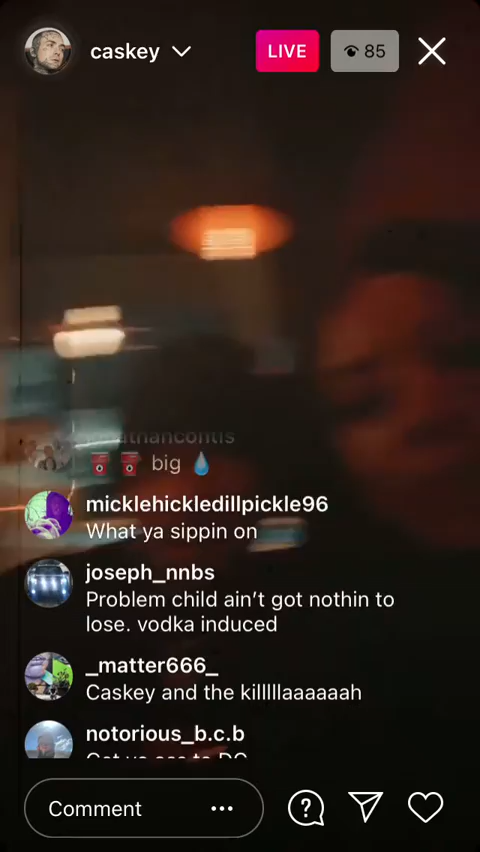 caskey
LIVE
85
big
micklehickledillpickle96
What ya sippin on
joseph_nnbs
Problem child ain't got nothin to
lose. vodka induced
_matter666_
Caskey and the killlllaaaaaah
notorious_b.c.b
Comment